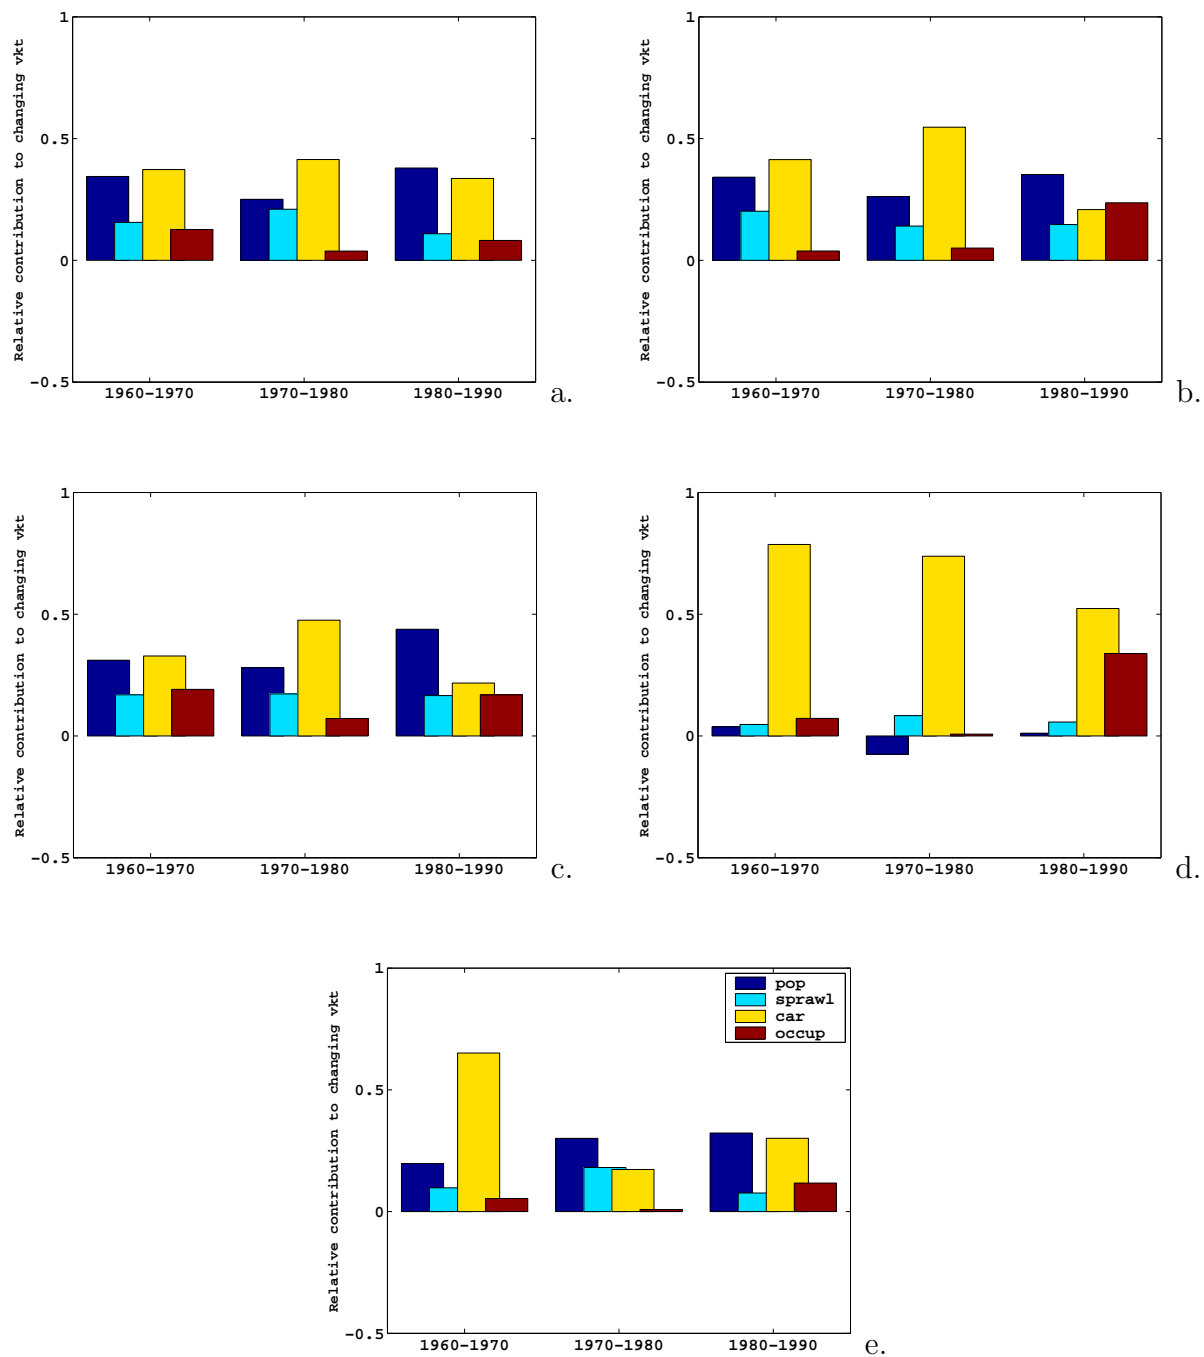 Relative contribution to changing vkt
1
0.5
0
-0.5
1960-1970 1970-1980 1980-1990
a.
Relative contribution to changing vkt
1
0.5
0
-0.5
1960-1970 1970-1980 1980-1990
b.
Relative contribution to changing vkt
1
0.5
0
-0.5
1960-1970 1970-1980 1980-1990
c.
Relative contribution to changing vkt
1
0.5
0
-0.5
1960-1970 1970-1980 1980-1990
d.
Relative contribution to changing vkt
1
0.5
0
-0.5
pop
sprawl
car
occup
1960-1970 1970-1980 1980-1990
e.